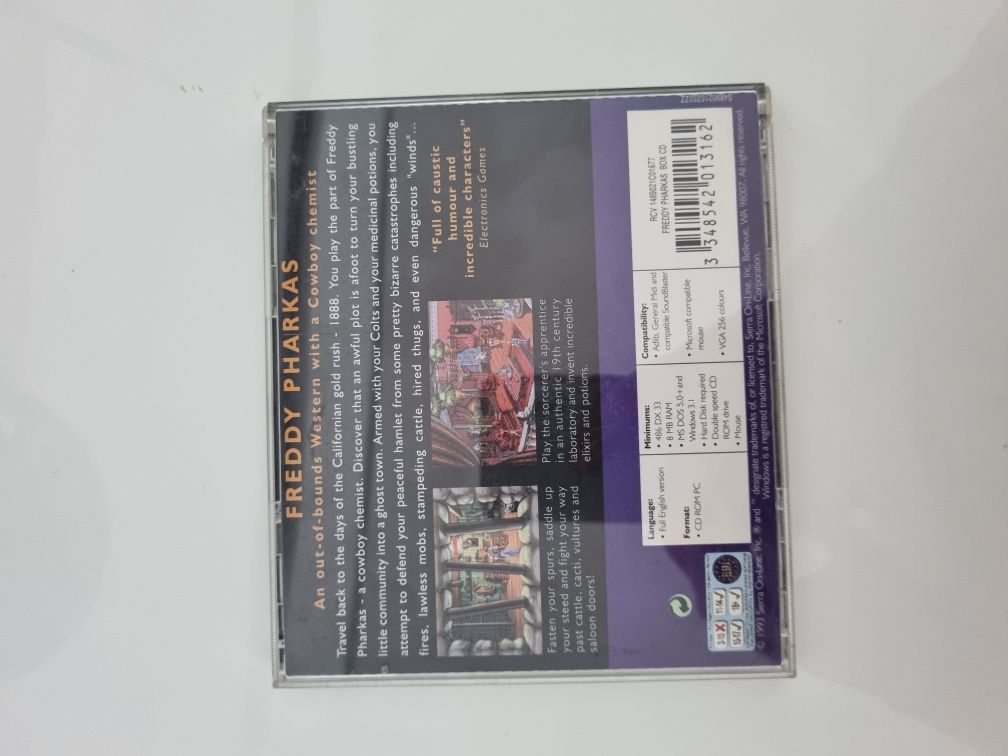 FREDDY PHARKAS
An out-of-bounds Western with a Cowboy chemist
Travel back to the days of the Californian gold rush - 1888. You play the part of Freddy
Pharkas - a cowboy chemist. Discover that an awful plot is afoot to turn your bustling
little community into a ghost town. Armed with your Colts and your medicinal potions, you
attempt to defend your peaceful hamlet from some pretty bizarre catastrophes including
fires, lawless mobs, stampeding cattle, hired thugs, and even dangerous "winds"...
"Full of caustic
humour and
incredible characters"
Electronics Games
Fasten your spurs, saddle up
your steed and fight your way
past cattle, cacti, vultures and
saloon doors!
Play the sorcerer's apprentice
in an authentic 19th century
laboratory and invent incredible
elixirs and potions.
Language:
• Full English version
Format:
• CD ROM PC
Minimums:
• 486 DX 33
• 8 MB RAM
• MS DOS 5.0+and
Windows 3.1
• Hard Disk required
• Double speed CD
ROM drive
• Mouse
Compatibility:
• Adlib, General Midi and
compatible SoundBlaster
• Microsoft compatible
mouse
• VGA 256 colours
RCV 1489021C01677
FREDDY PHARKAS BOX CD
3 348542 013162
3-10 X 11-14 ✓
15-17 ✓ 18+ ✓
© 1993 Sierra On-Line, Inc. ® and ™ designate trademarks of, or licensed to, Sierra On-Line, Inc. Bellevue, WA 98007. All rights reserved.
Windows is a registered trademark of the Microsoft Corporation.